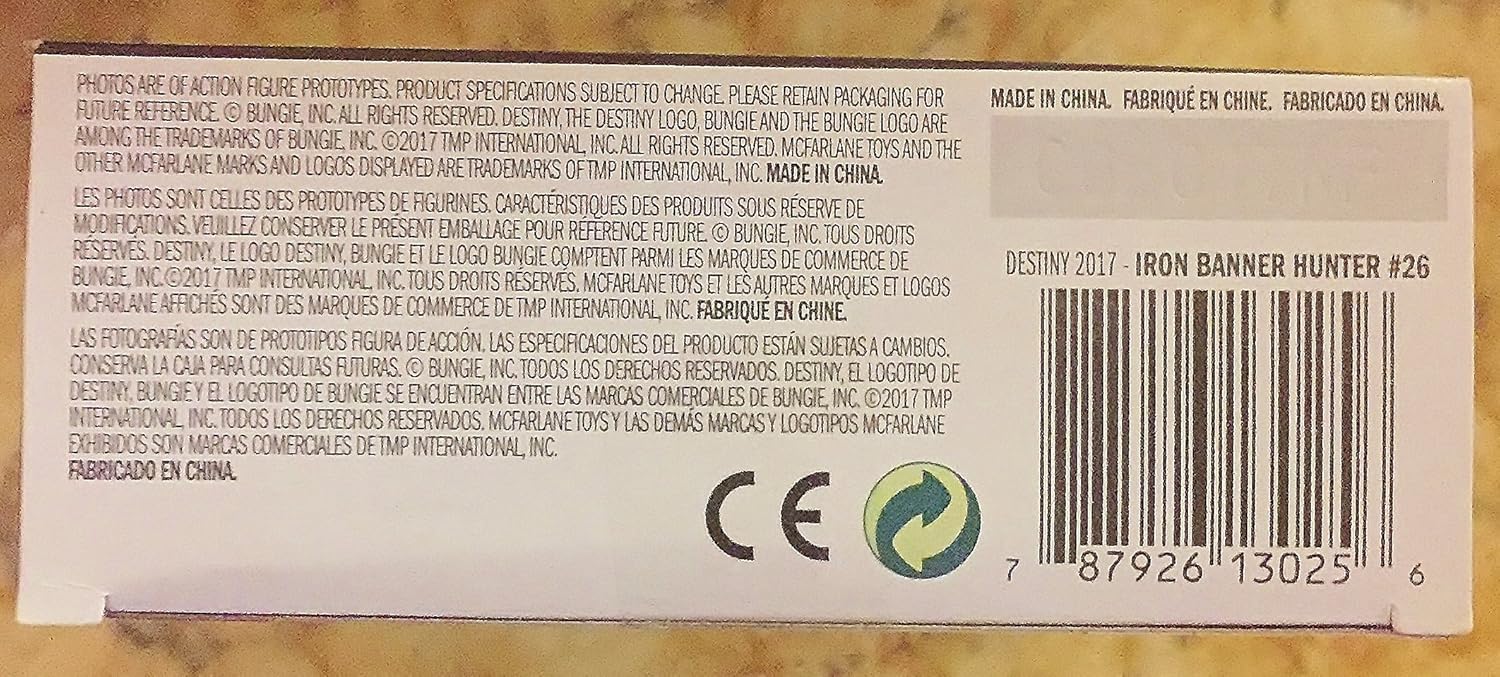 PHOTOS ARE OF ACTION FIGURE PROTOTYPES. PRODUCT SPECIFICATIONS SUBJECT TO CHANGE. PLEASE RETAIN PACKAGING FOR
FUTURE REFERENCE. © BUNGIE, INC. ALL RIGHTS RESERVED. DESTINY, THE DESTINY LOGO, BUNGIE AND THE BUNGIE LOGO ARE
AMONG THE TRADEMARKS OF BUNGIE, INC. ©2017 TMP INTERNATIONAL, INC. ALL RIGHTS RESERVED. MCFARLANE TOYS AND THE
OTHER MCFARLANE MARKS AND LOGOS DISPLAYED ARE TRADEMARKS OF TMP INTERNATIONAL, INC. MADE IN CHINA.
LES PHOTOS SONT CELLES DES PROTOTYPES DE FIGURINES. CARACTÉRISTIQUES DES PRODUITS SOUS RÉSERVE DE
MODIFICATIONS. VEUILLEZ CONSERVER LE PRÉSENT EMBALLAGE POUR RÉFÉRENCE FUTURE. © BUNGIE, INC. TOUS DROITS
RÉSERVÉS. DESTINY, LE LOGO DESTINY, BUNGIE ET LE LOGO BUNGIE COMPTENT PARMI LES MARQUES DE COMMERCE DE
BUNGIE, INC.©2017 TMP INTERNATIONAL, INC. TOUS DROITS RÉSERVÉS. MCFARLANE TOYS ET LES AUTRES MARQUES ET LOGOS
MCFARLANE AFFICHÉS SONT DES MARQUES DE COMMERCE DE TMP INTERNATIONAL, INC. FABRIQUÉ EN CHINE.
LAS FOTOGRAFÍAS SON DE PROTOTIPOS FIGURA DE ACCIÓN. LAS ESPECIFICACIONES DEL PRODUCTO ESTÁN SUJETAS A CAMBIOS.
CONSERVA LA CAJA PARA CONSULTAS FUTURAS. © BUNGIE, INC. TODOS LOS DERECHOS RESERVADOS. DESTINY, EL LOGOTIPO DE
DESTINY, BUNGIE Y EL LOGOTIPO DE BUNGIE SE ENCUENTRAN ENTRE LAS MARCAS COMERCIALES DE BUNGIE, INC. ©2017 TMP
INTERNATIONAL, INC. TODOS LOS DERECHOS RESERVADOS. MCFARLANE TOYS Y LAS DEMÁS MARCAS Y LOGOTIPOS MCFARLANE
EXHIBIDOS SON MARCAS COMERCIALES DE TMP INTERNATIONAL, INC.
FABRICADO EN CHINA.
CE
MADE IN CHINA. FABRIQUÉ EN CHINE. FABRICADO EN CHINA.
DESTINY 2017 - IRON BANNER HUNTER #26
7 87926 13025 6